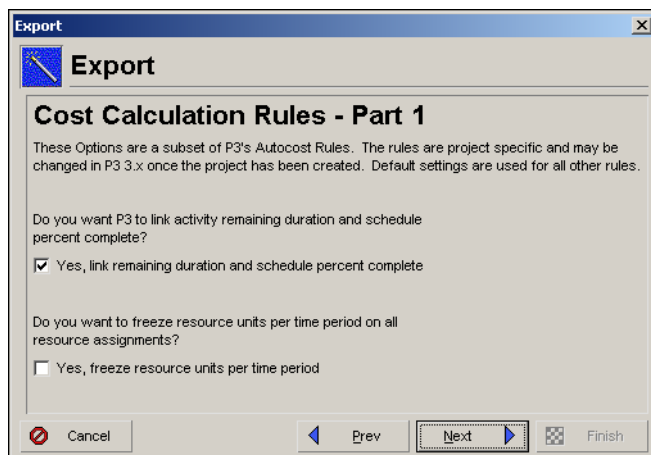 Export
Export
Cost Calculation Rules - Part 1
These Options are a subset of P3's Autocost Rules. The rules are project specific and may be
changed in P3 3.x once the project has been created. Default settings are used for all other rules.
Do you want P3 to link activity remaining duration and schedule
percent complete?
Yes, link remaining duration and schedule percent complete
Do you want to freeze resource units per time period on all
resource assignments?
Yes, freeze resource units per time period
Cancel Prev Next Finish